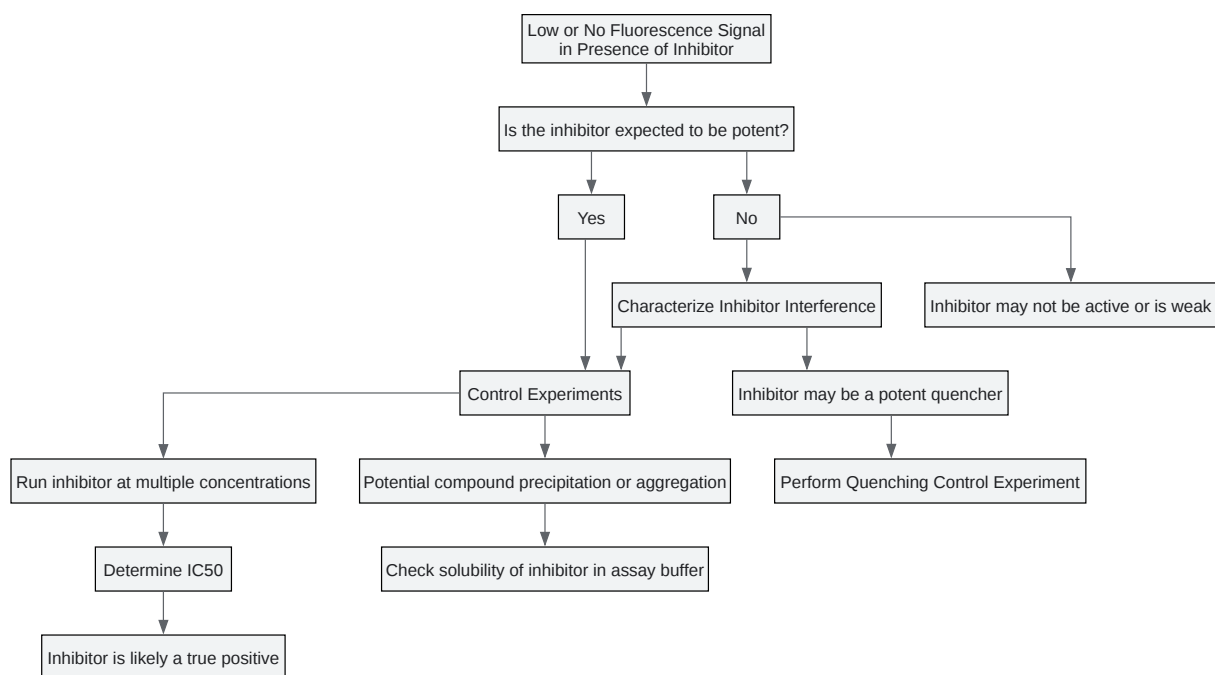 Low or No Fluorescence Signal
in Presence of Inhibitor
Is the inhibitor expected to be potent?
Yes
No
Characterize Inhibitor Interference
Inhibitor may not be active or is weak
Control Experiments
Inhibitor may be a potent quencher
Run inhibitor at multiple concentrations
Potential compound precipitation or aggregation
Perform Quenching Control Experiment
Determine IC50
Check solubility of inhibitor in assay buffer
Inhibitor is likely a true positive